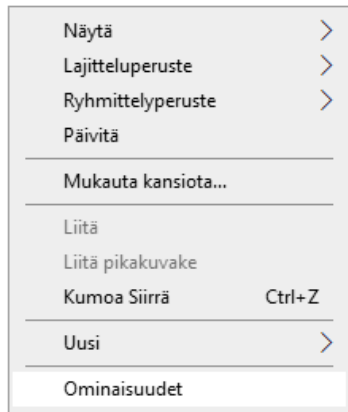 Näytä
Lajitteluperuste
Ryhmittelyperuste
Päivitä
Mukauta kansiota...
Liitä
Liitä pikakuvake
Kumoa Siirrä Ctrl+Z
Uusi
Ominaisuudet